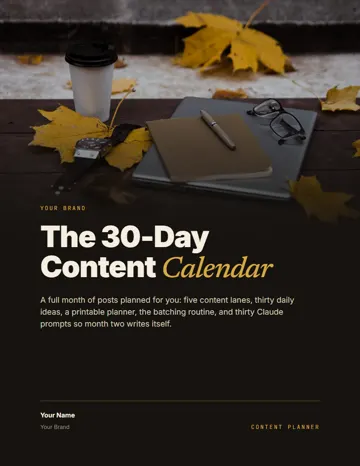 YOUR BRAND
The 30-Day
Content Calendar
A full month of posts planned for you: five content lanes, thirty daily
ideas, a printable planner, the batching routine, and thirty Claude
prompts so month two writes itself.
Your Name
Your Brand
CONTENT PLANNER